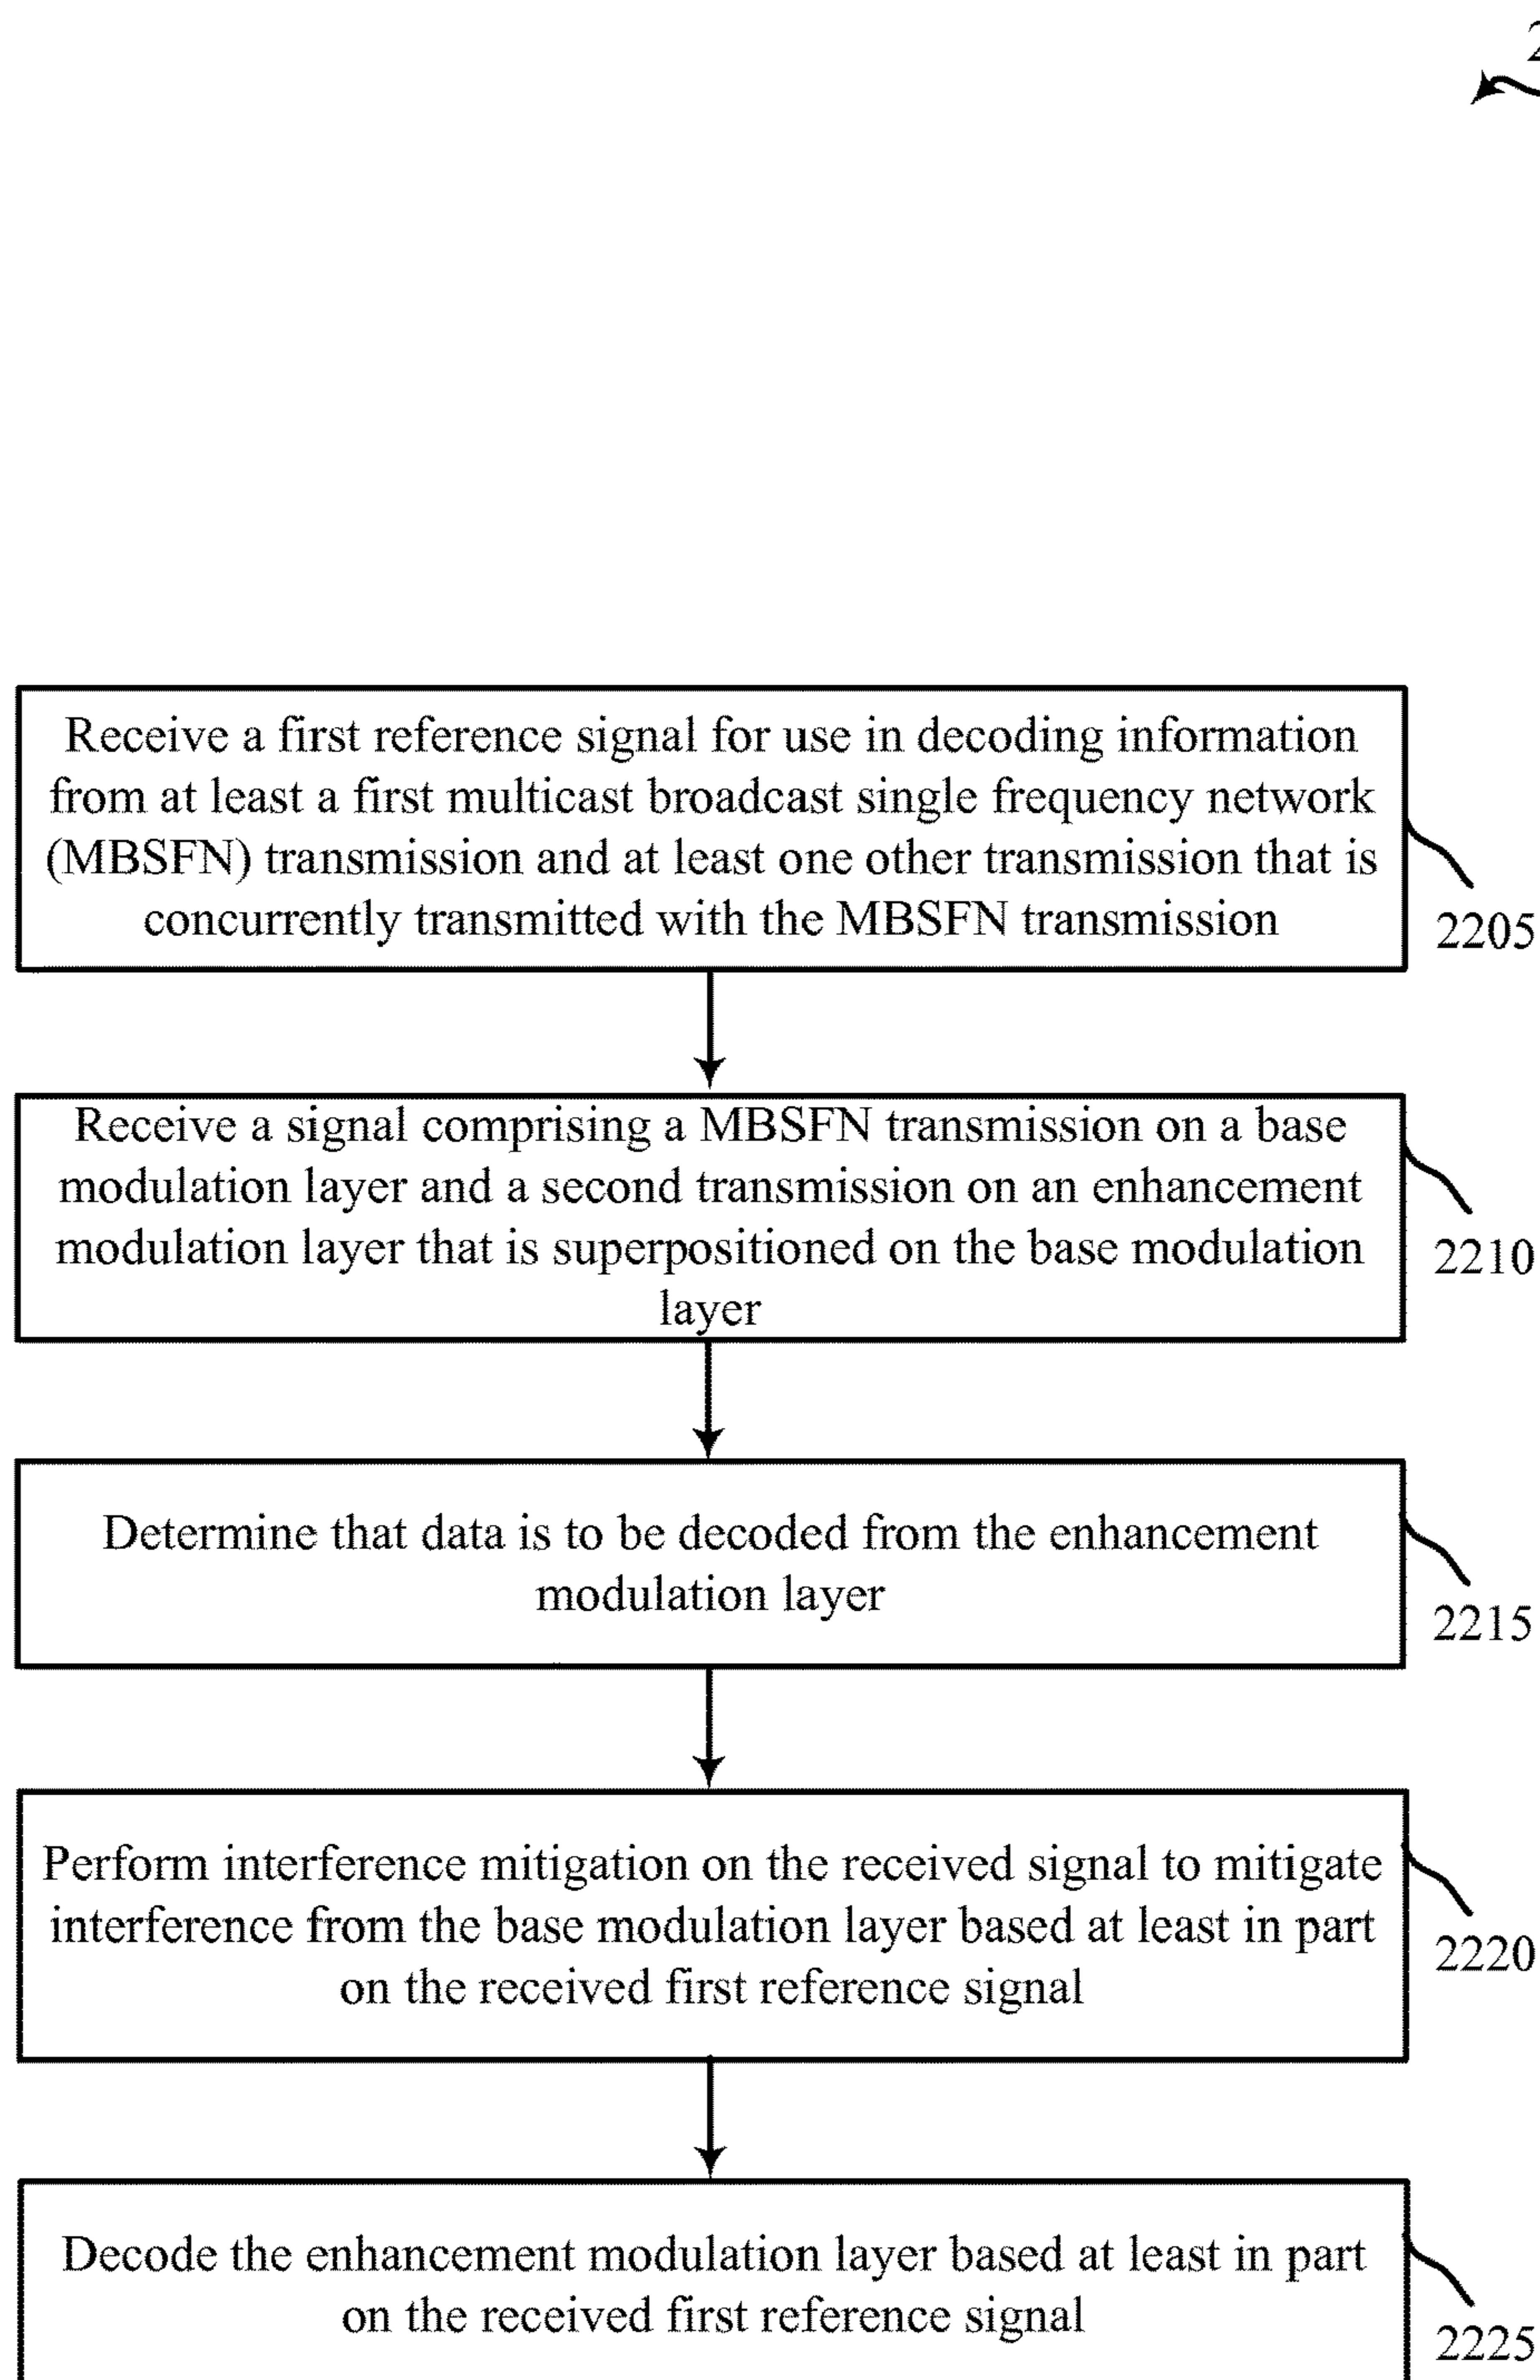 2
Receive a first reference signal for use in decoding information
from at least a first multicast broadcast single frequency network
(MBSFN) transmission and at least one other transmission that is
concurrently transmitted with the MBSFN transmission
2205
Receive a signal comprising a MBSFN transmission on a base
modulation layer and a second transmission on an enhancement
modulation layer that is superpositioned on the base modulation
layer
2210
Determine that data is to be decoded from the enhancement
modulation layer
2215
Perform interference mitigation on the received signal to mitigate
interference from the base modulation layer based at least in part
on the received first reference signal
2220
Decode the enhancement modulation layer based at least in part
on the received first reference signal
2225